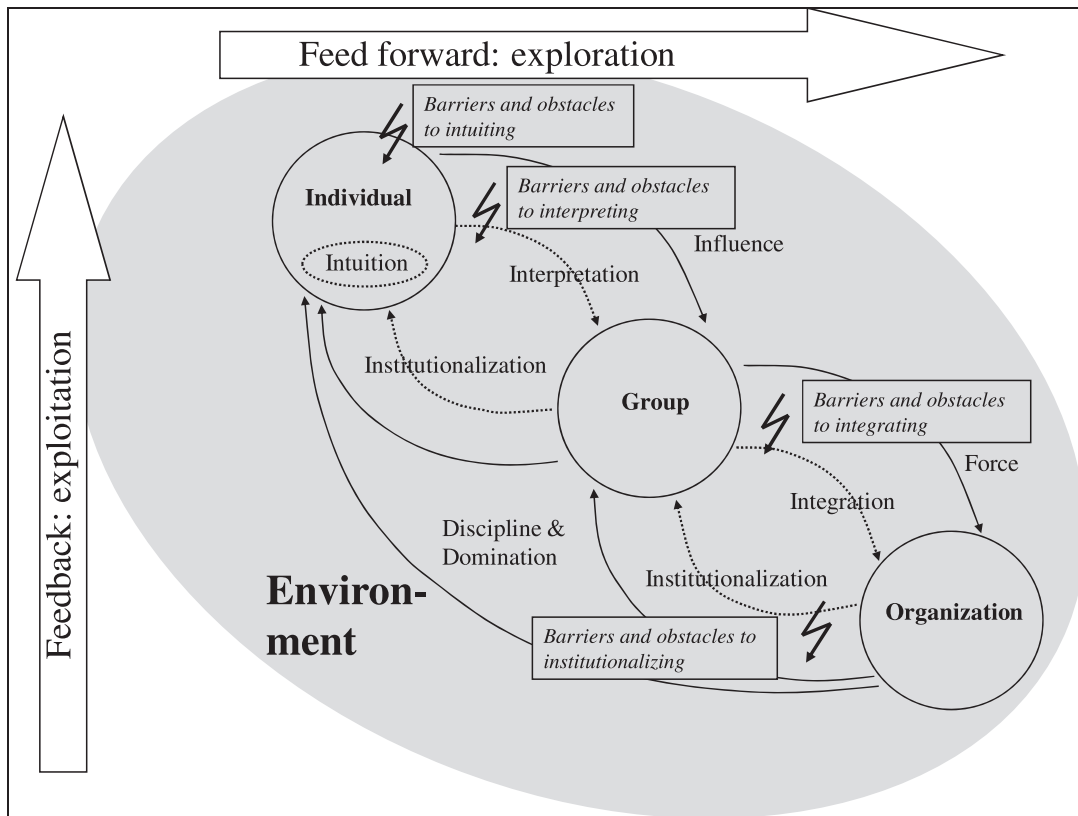 Feed forward: exploration
Feedback: exploitation
Barriers and obstacles
to intuiting
Individual
Intuition
Barriers and obstacles
to interpreting
Influence
Interpretation
Institutionalization
Group
Barriers and obstacles
to integrating
Force
Integration
Discipline &
Domination
Institutionalization
Environ-
ment
Organization
Barriers and obstacles to
institutionalizing